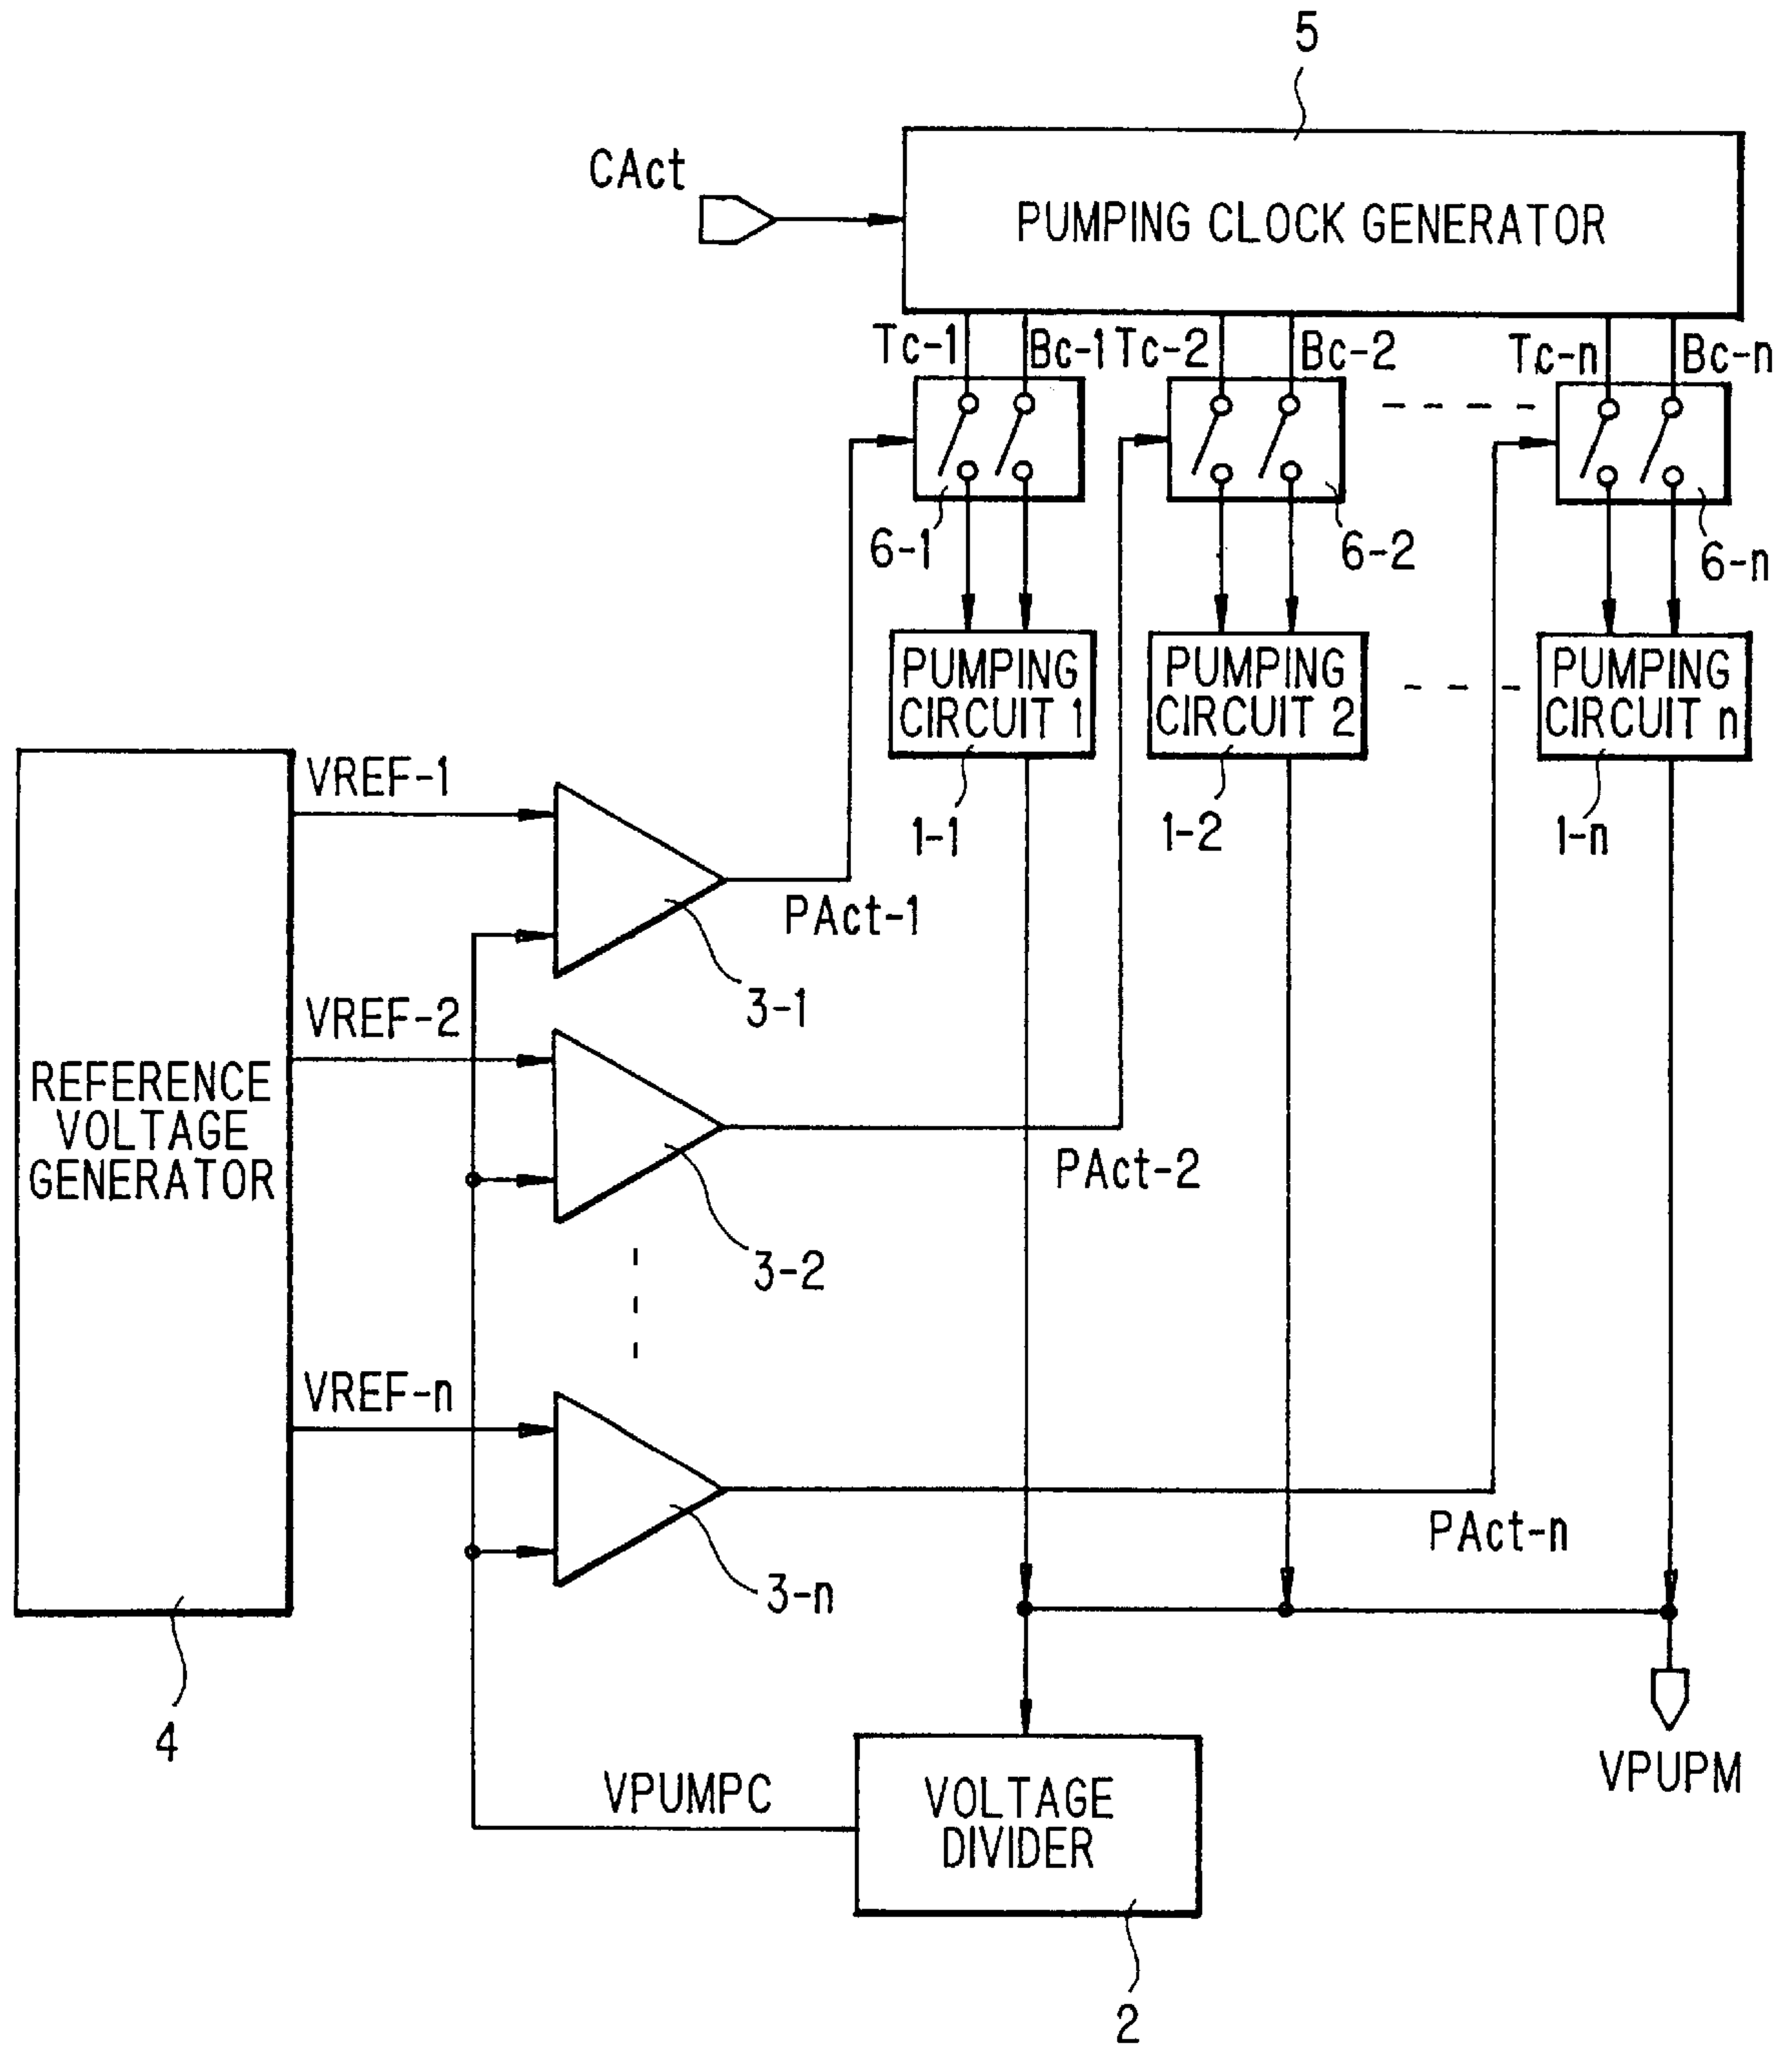 5
CAct
PUMPING CLOCK GENERATOR
Tc-1
Bc-1
Tc-2
Bc-2
Tc-n
Bc-n
6-1
6-2
6-n
PUMPING
CIRCUIT 1
PUMPING
CIRCUIT 2
PUMPING
CIRCUIT n
1-1
1-2
1-n
VREF-1
PAct-1
3-1
VREF-2
REFERENCE
VOLTAGE
GENERATOR
PAct-2
3-2
VREF-n
PAct-n
3-n
4
VPUMPC
VOLTAGE
DIVIDER
VPUPM
2